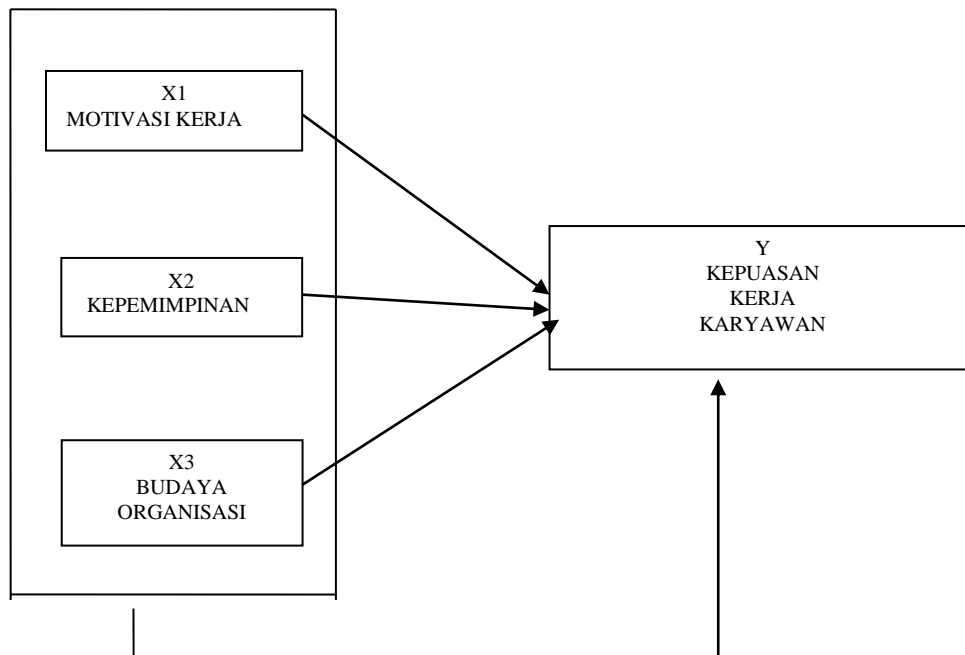 X1
MOTIVASI KERJA
X2
KEPEMIMPINAN
X3
BUDAYA
ORGANISASI
Y
KEPUASAN
KERJA
KARYAWAN